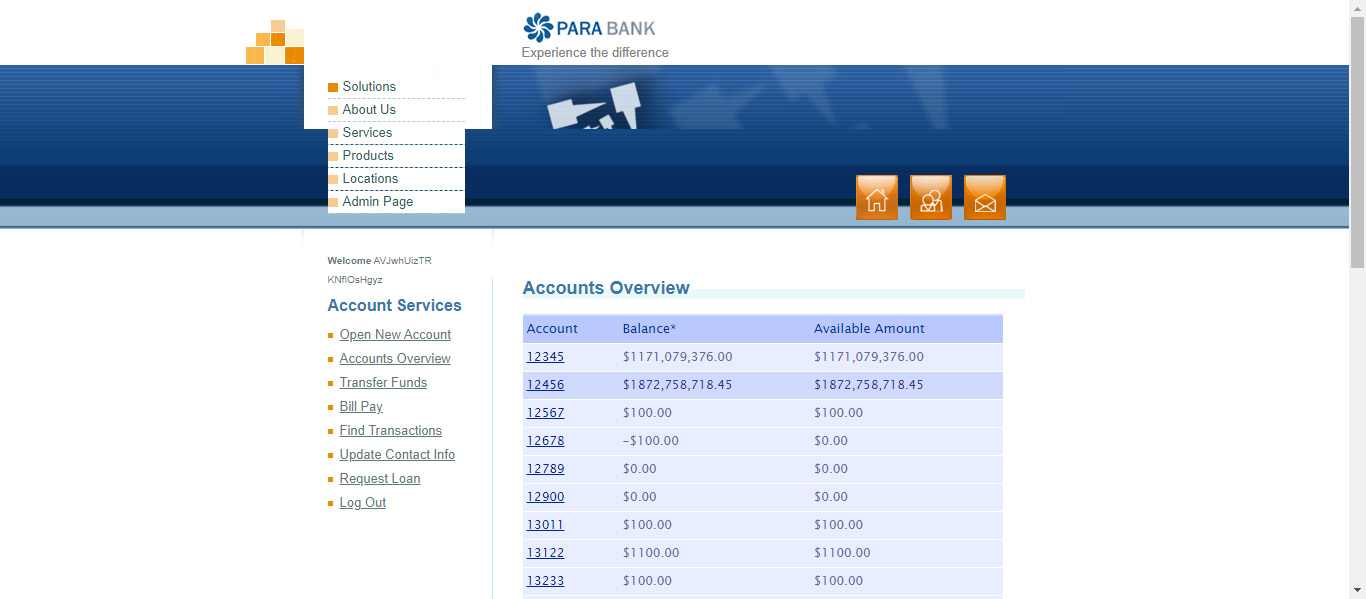 PARA BANK
Experience the difference
Solutions
About Us
Services
Products
Locations
Admin Page
Welcome AVJwhUizTR
KNflOsHgyz
Account Services
Open New Account
Accounts Overview
Transfer Funds
Bill Pay
Find Transactions
Update Contact Info
Request Loan
Log Out
Accounts Overview
Account Balance* Available Amount
12345 $1171,079,376.00 $1171,079,376.00
12456 $1872,758,718.45 $1872,758,718.45
12567 $100.00 $100.00
12678 -$100.00 $0.00
12789 $0.00 $0.00
12900 $0.00 $0.00
13011 $100.00 $100.00
13122 $1100.00 $1100.00
13233 $100.00 $100.00